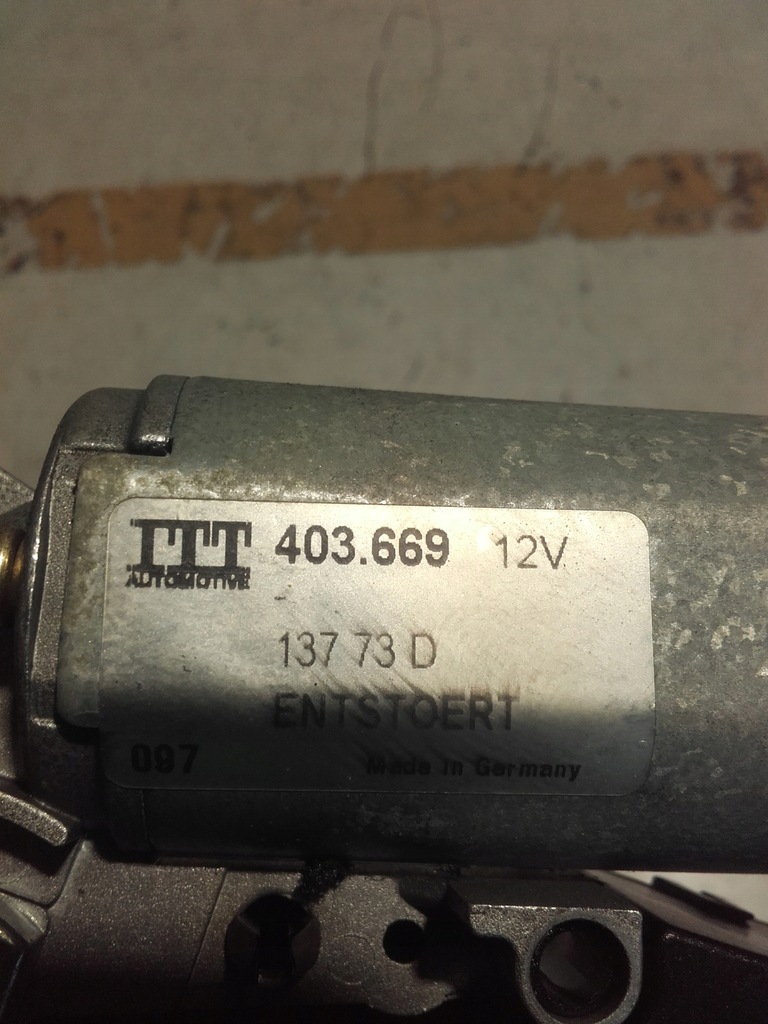 ITT 403.669 12V
AUTOMOTIVE
-
137 73 D
ENTSTOERT
097 Made in Germany